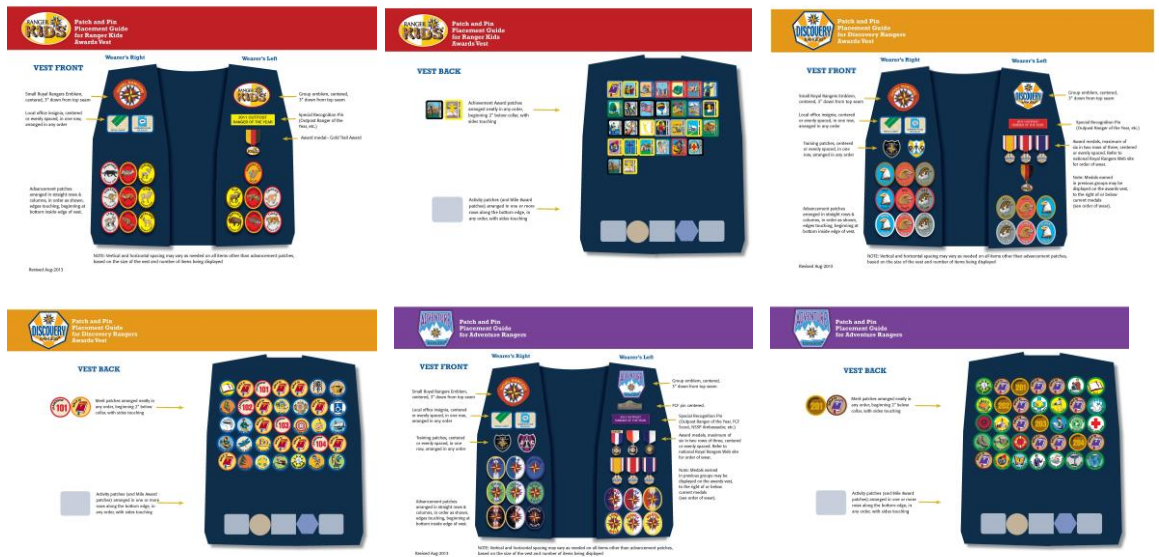 RANGER
KIDS
Patch and Pin
Placement Guide
for Ranger Kids
Awards Vest
Wearer's Right
Wearer's Left
VEST FRONT
Small Royal Rangers Emblem,
centered, 3" down from top seam
Local office insignia, centered
or evenly spaced, in one row,
arranged in any order
Advancement patches
arranged in straight rows &
columns, in order as shown,
edges touching, beginning at
bottom inside edge of vest.
RANGER
KIDS
RANGER OF THE YEAR
Group emblem, centered,
3" down from top seam
Special Recognition Pin
(Outpost Ranger of the
Year, etc.)
Award medal - Gold Trail Award
NOTE: Vertical and horizontal spacing may vary as needed on all items other than advancement patches,
based on the size of the vest and number of items being displayed
Revised Aug 2013
RANGER
KIDS
Patch and Pin
Placement Guide
for Ranger Kids
Awards Vest
VEST BACK
Achievement Award patches
arranged neatly in any order,
beginning 2" below collar, with
sides touching
Activity patches (and Mile Award
patches) arranged in one or more
rows along the bottom edge, in
any order, with sides touching
DISCOVERY
Patch and Pin
Placement Guide
for Discovery Rangers
Awards Vest
Wearer's Right
Wearer's Left
VEST FRONT
Small Royal Rangers Emblem,
centered, 3" down from top seam
Local office insignia, centered
or evenly spaced, in one row,
arranged in any order
Training patches, centered
or evenly spaced, in one
row, arranged in any order
Advancement patches
arranged in straight rows &
columns, in order as shown,
edges touching, beginning at
bottom inside edge of vest.
DISCOVERY
Group emblem, centered,
3" down from top seam
Special Recognition Pin
(Outpost Ranger of the Year, etc.)
Award medals, maximum of
six in two rows of three, centered
or evenly spaced. Refer to
national Royal Rangers Web site
for order of wear.
Note: Medals earned
in previous groups may be
displayed on the awards vest,
to the right of or below
current medals
(see order of wear).
NOTE: Vertical and horizontal spacing may vary as needed on all items other than advancement patches,
based on the size of the vest and number of items being displayed
Revised Aug 2013
DISCOVERY
Patch and Pin
Placement Guide
for Discovery Rangers
Awards Vest
VEST BACK
101
Merit patches arranged neatly in
any order, beginning 2" below
collar, with sides touching
101
102
103
104
Activity patches (and Mile Award
patches) arranged in one or more
rows along the bottom edge, in
any order, with sides touching
ADVENTURE
Patch and Pin
Placement Guide
for Adventure Rangers
Wearer's Right
Wearer's Left
VEST FRONT
Small Royal Rangers Emblem,
centered, 3" down from top seam
Local office insignia, centered
or evenly spaced, in one row,
arranged in any order
Training patches, centered
or evenly spaced, in one row,
arranged in any order
Advancement patches
arranged in straight rows &
columns, in order as shown,
edges touching, beginning at
bottom inside edge of vest.
ADVENTURE
Group emblem, centered,
3" down from top seam
FCF pin centered.
Special Recognition Pin
(Outpost Ranger of the Year, FCF
Scout, NRMP Ambassador, etc.)
Award medals, maximum of
six in two rows of three, centered
or evenly spaced. Refer to
national Royal Rangers Web site
for order of wear.
Note: Medals earned
in previous groups may be
displayed on the awards vest,
to the right of or below
current medals
(see order of wear).
NOTE: Vertical and horizontal spacing may vary as needed on all items other than advancement patches,
based on the size of the vest and number of items being displayed
Revised Aug 2013
ADVENTURE
Patch and Pin
Placement Guide
for Adventure Rangers
VEST BACK
201
Merit patches arranged neatly in
any order, beginning 2" below
collar, with sides touching
201
202
203
204
Activity patches (and Mile Award
patches) arranged in one or more
rows along the bottom edge, in
any order, with sides touching